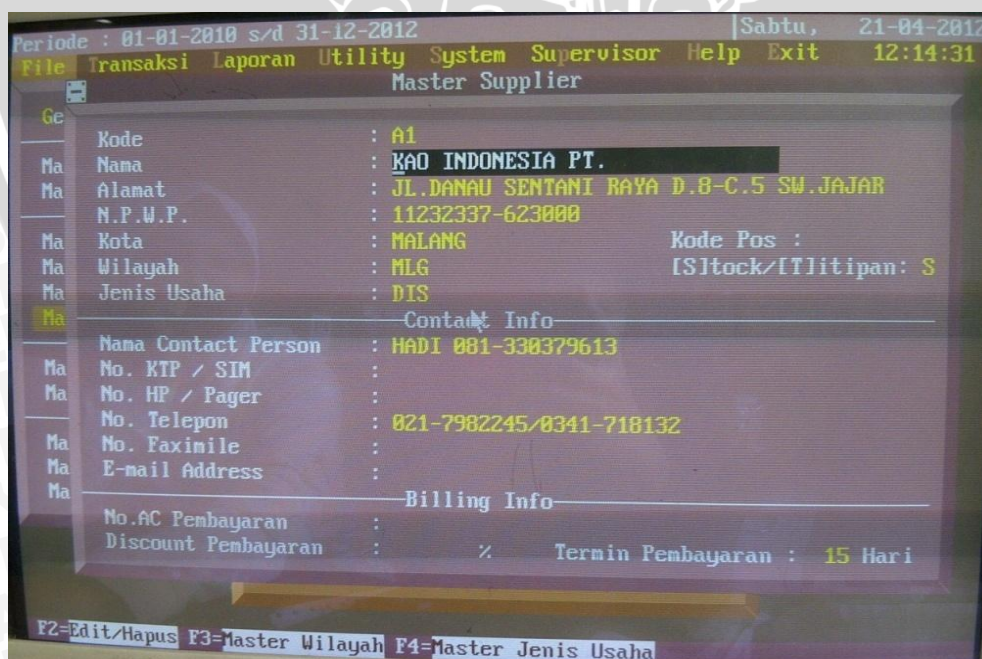 Periode : 01-01-2010 s/d 31-12-2012 Sabtu, 21-04-2012
File Transaksi Laporan Utility System Supervisor Help Exit 12:14:31
Master Supplier
Ge
Kode : A1
Ma Nama : KAO INDONESIA PT.
Ma Alamat : JL.DANAU SENTANI RAYA D.8-C.5 SW.JAJAR
N.P.W.P. : 11232337-623000
Ma Kota : MALANG Kode Pos :
Ma Wilayah : MLG [S]tock/[T]itipan: S
Ma Jenis Usaha : DIS
Ma Contact Info
Nama Contact Person : HADI 081-330379613
Ma No. KTP / SIM :
Ma No. HP / Pager :
No. Telepon : 021-7982245/0341-718132
Ma No. Faximile :
Ma E-mail Address :
Ma Billing Info
No.AC Pembayaran :
Discount Pembayaran : % Termin Pembayaran : 15 Hari
F2=Edit/Hapus F3=Master Wilayah F4=Master Jenis Usaha